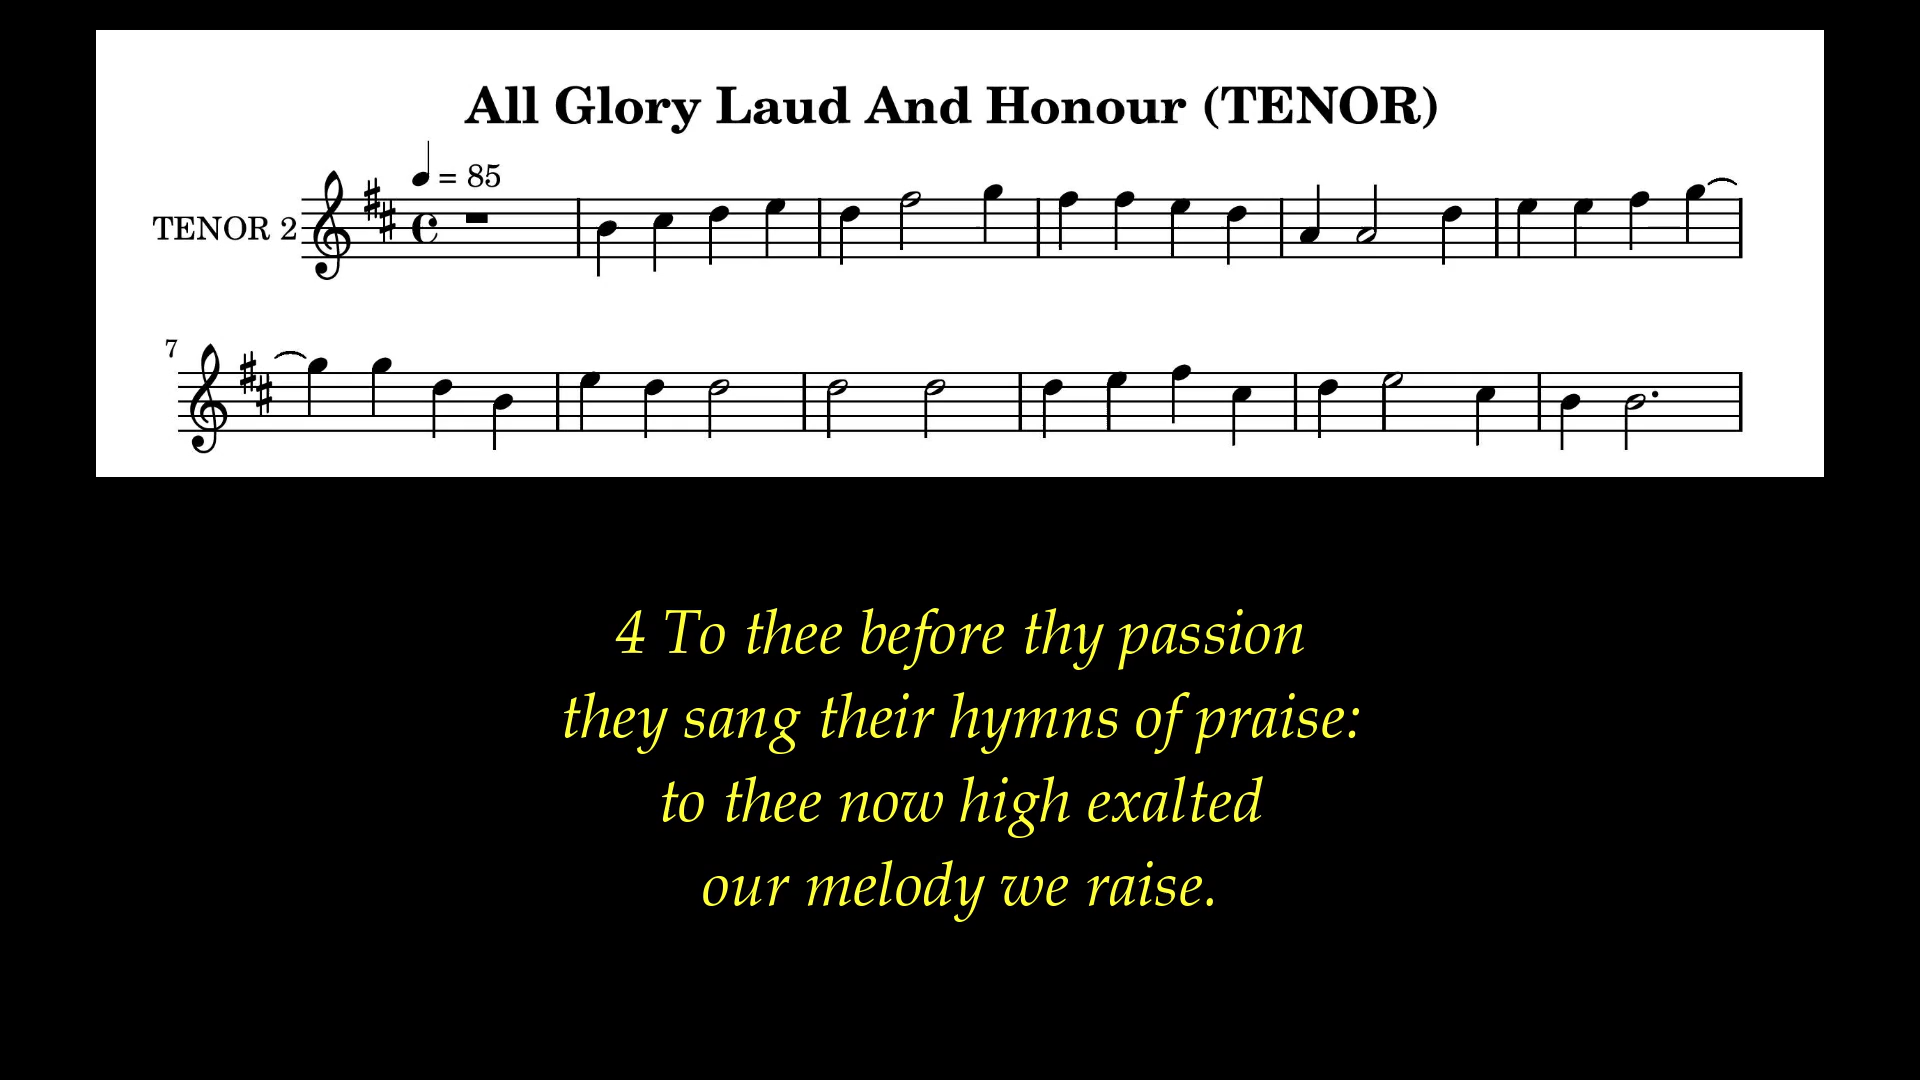 All Glory Laud And Honour (TENOR)
= 85
TENOR 2
7
4 To thee before thy passion
they sang their hymns of praise:
to thee now high exalted
our melody we raise.